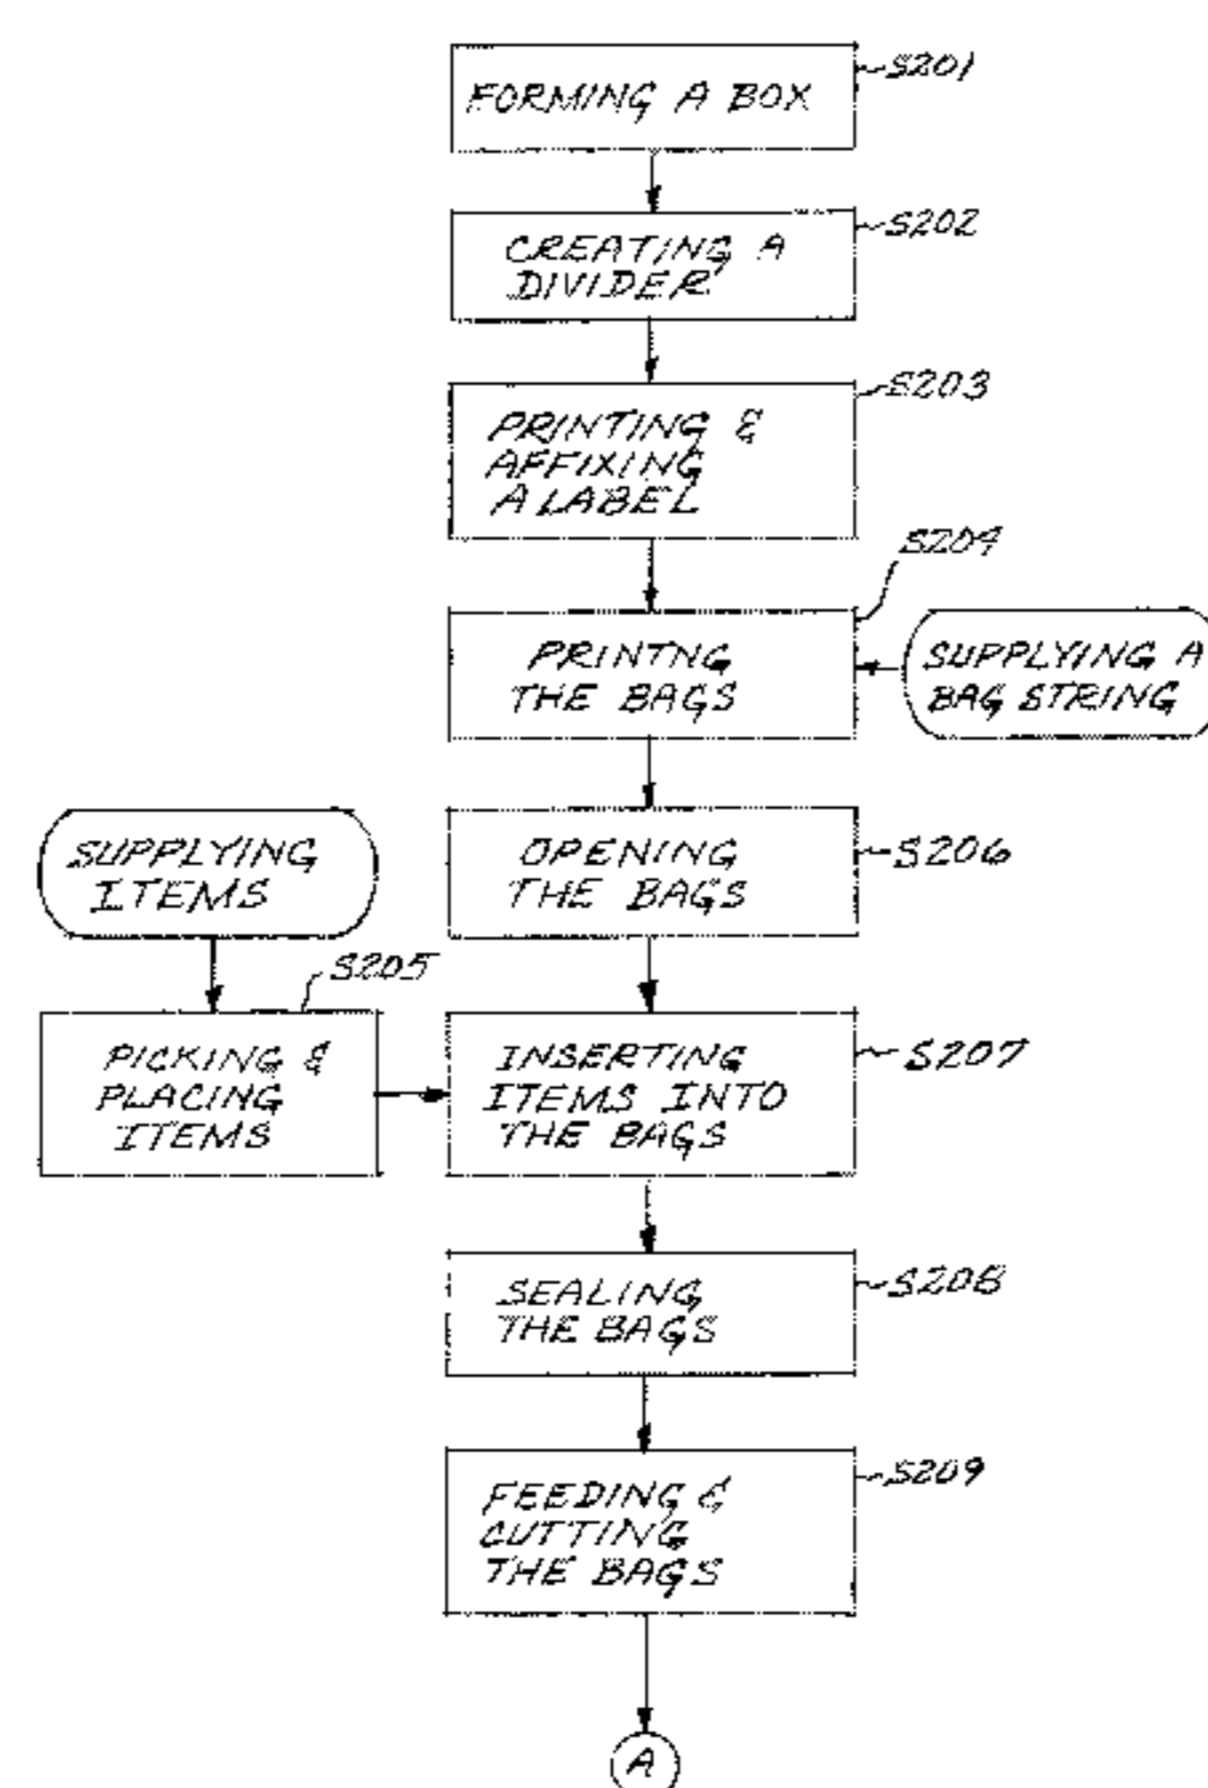 FORMING A BOX
S201
CREATING A
DIVIDER
S202
PRINTING &
AFFIXING
A LABEL
S203
PRINTNG
THE BAGS
S204
SUPPLYING A
BAG STRING
SUPPLYING
ITEMS
OPENING
THE BAGS
S206
PICKING &
PLACING
ITEMS
S205
INSERTING
ITEMS INTO
THE BAGS
S207
SEALING
THE BAGS
S208
FEEDING &
CUTTING
THE BAGS
S209
A